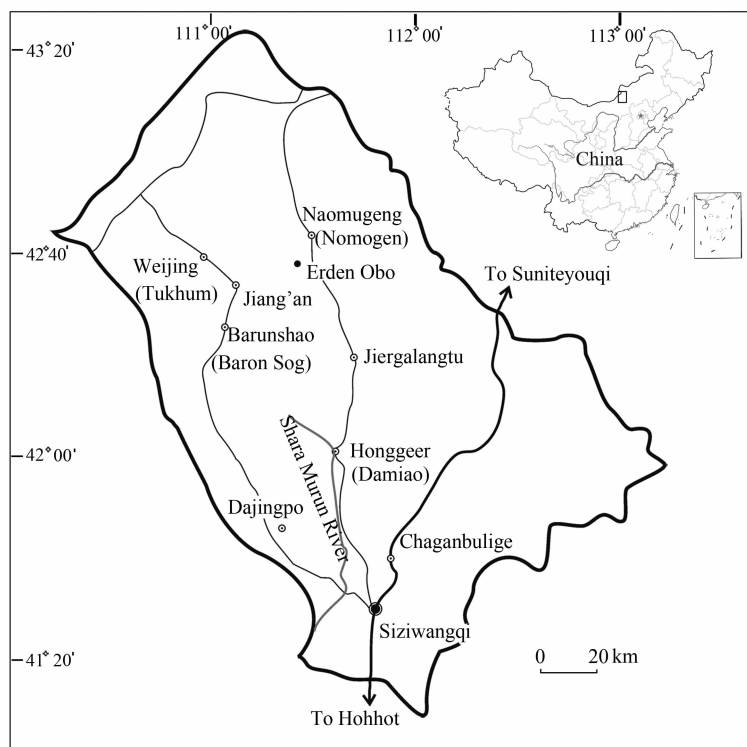 111°00'
112°00'
113°00'
43°20'
China
Naomugeng
(Nomogen)
42°40'
Weijing
(Tukhum)
Erden Obo
To Suniteyouqi
Jiang'an
Barunshao
(Baron Sog)
Jiergalangtu
Shara Murun River
42°00'
Honggeer
(Damiao)
Dajingpo
Chaganbulige
Siziwangqi
41°20'
0 20 km
To Hohhot